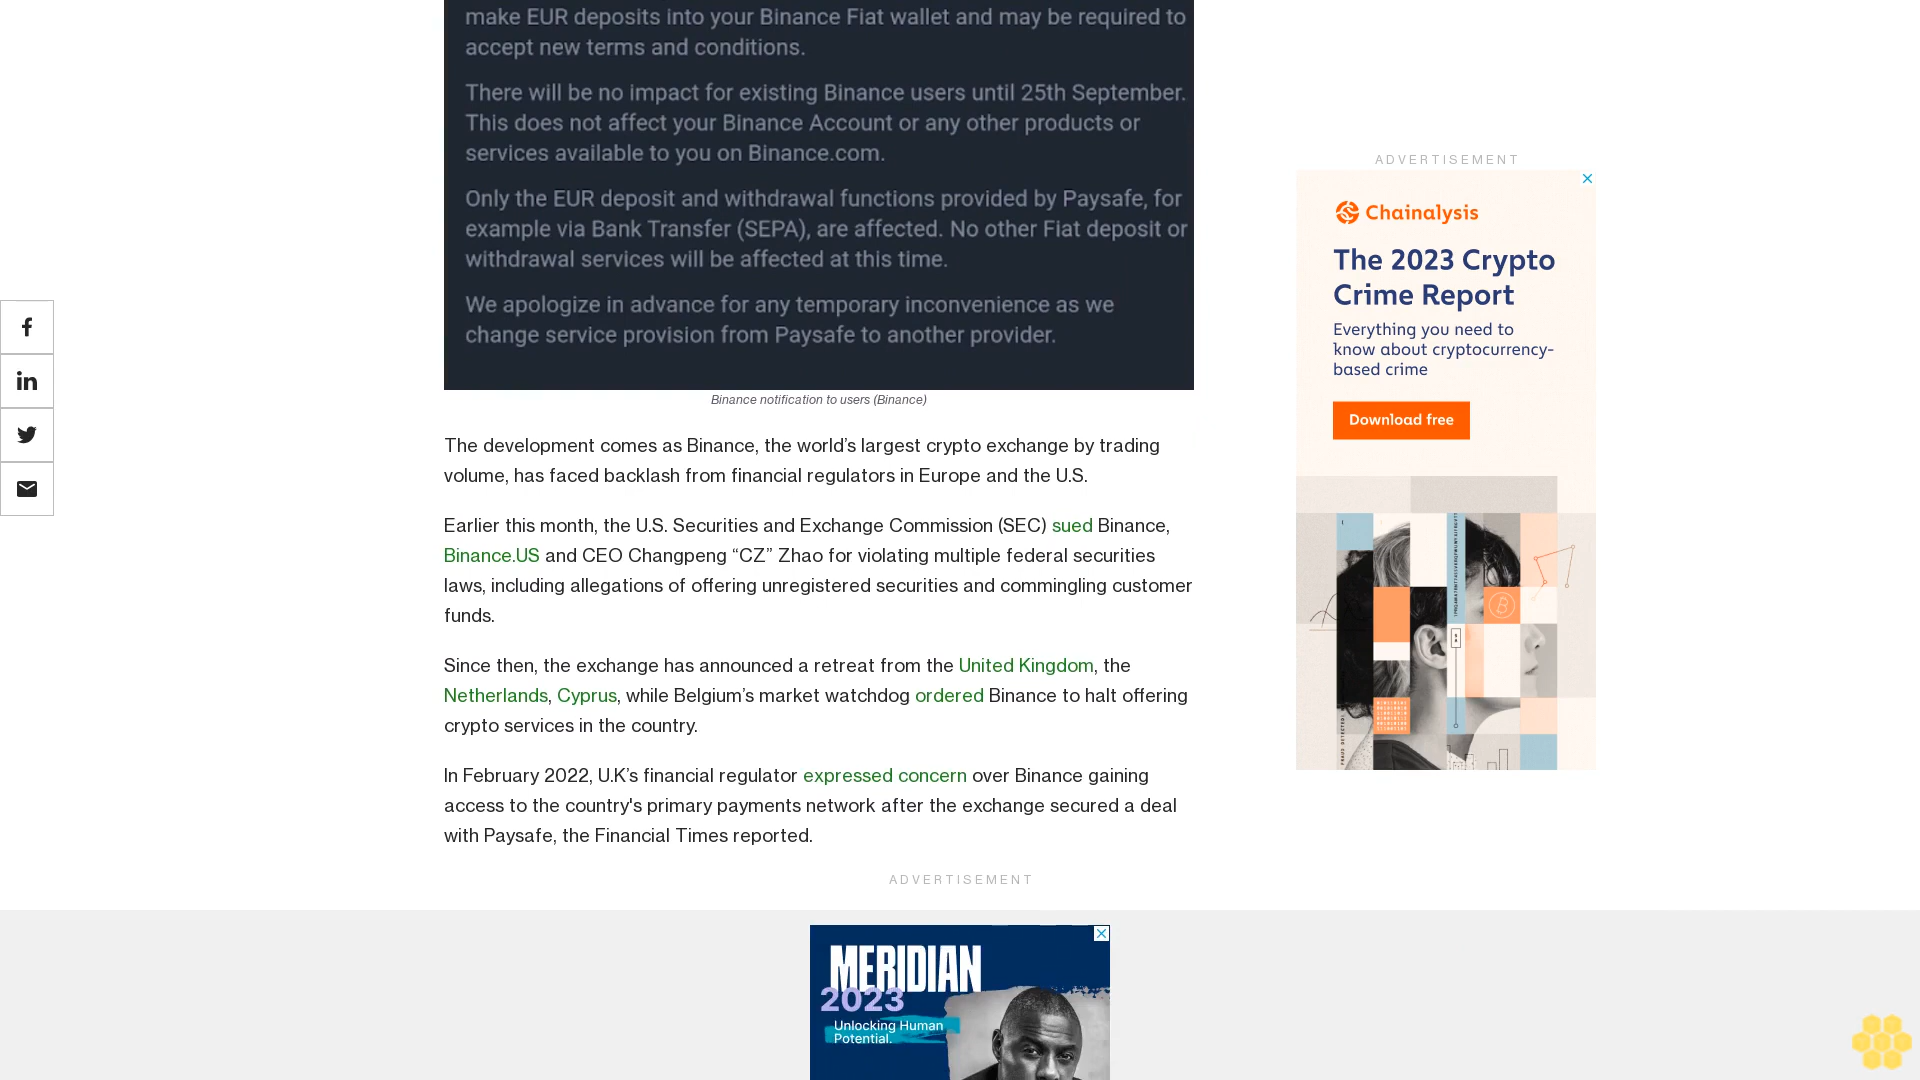 make EUR deposits into your Binance Fiat wallet and may be required to
accept new terms and conditions.
There will be no impact for existing Binance users until 25th September.
This does not affect your Binance Account or any other products or
services available to you on Binance.com.
Only the EUR deposit and withdrawal functions provided by Paysafe, for
example via Bank Transfer (SEPA), are affected. No other Fiat deposit or
withdrawal services will be affected at this time.
We apologize in advance for any temporary inconvenience as we
change service provision from Paysafe to another provider.
Binance notification to users (Binance)
The development comes as Binance, the world’s largest crypto exchange by trading
volume, has faced backlash from financial regulators in Europe and the U.S.
Earlier this month, the U.S. Securities and Exchange Commission (SEC) sued Binance,
Binance.US and CEO Changpeng “CZ” Zhao for violating multiple federal securities
laws, including allegations of offering unregistered securities and commingling customer
funds.
Since then, the exchange has announced a retreat from the United Kingdom, the
Netherlands, Cyprus, while Belgium’s market watchdog ordered Binance to halt offering
crypto services in the country.
In February 2022, U.K’s financial regulator expressed concern over Binance gaining
access to the country's primary payments network after the exchange secured a deal
with Paysafe, the Financial Times reported.
ADVERTISEMENT
Chainalysis
The 2023 Crypto
Crime Report
Everything you need to
know about cryptocurrency-
based crime
Download free
ADVERTISEMENT
MERIDIAN
2023
Unlocking Human
Potential.